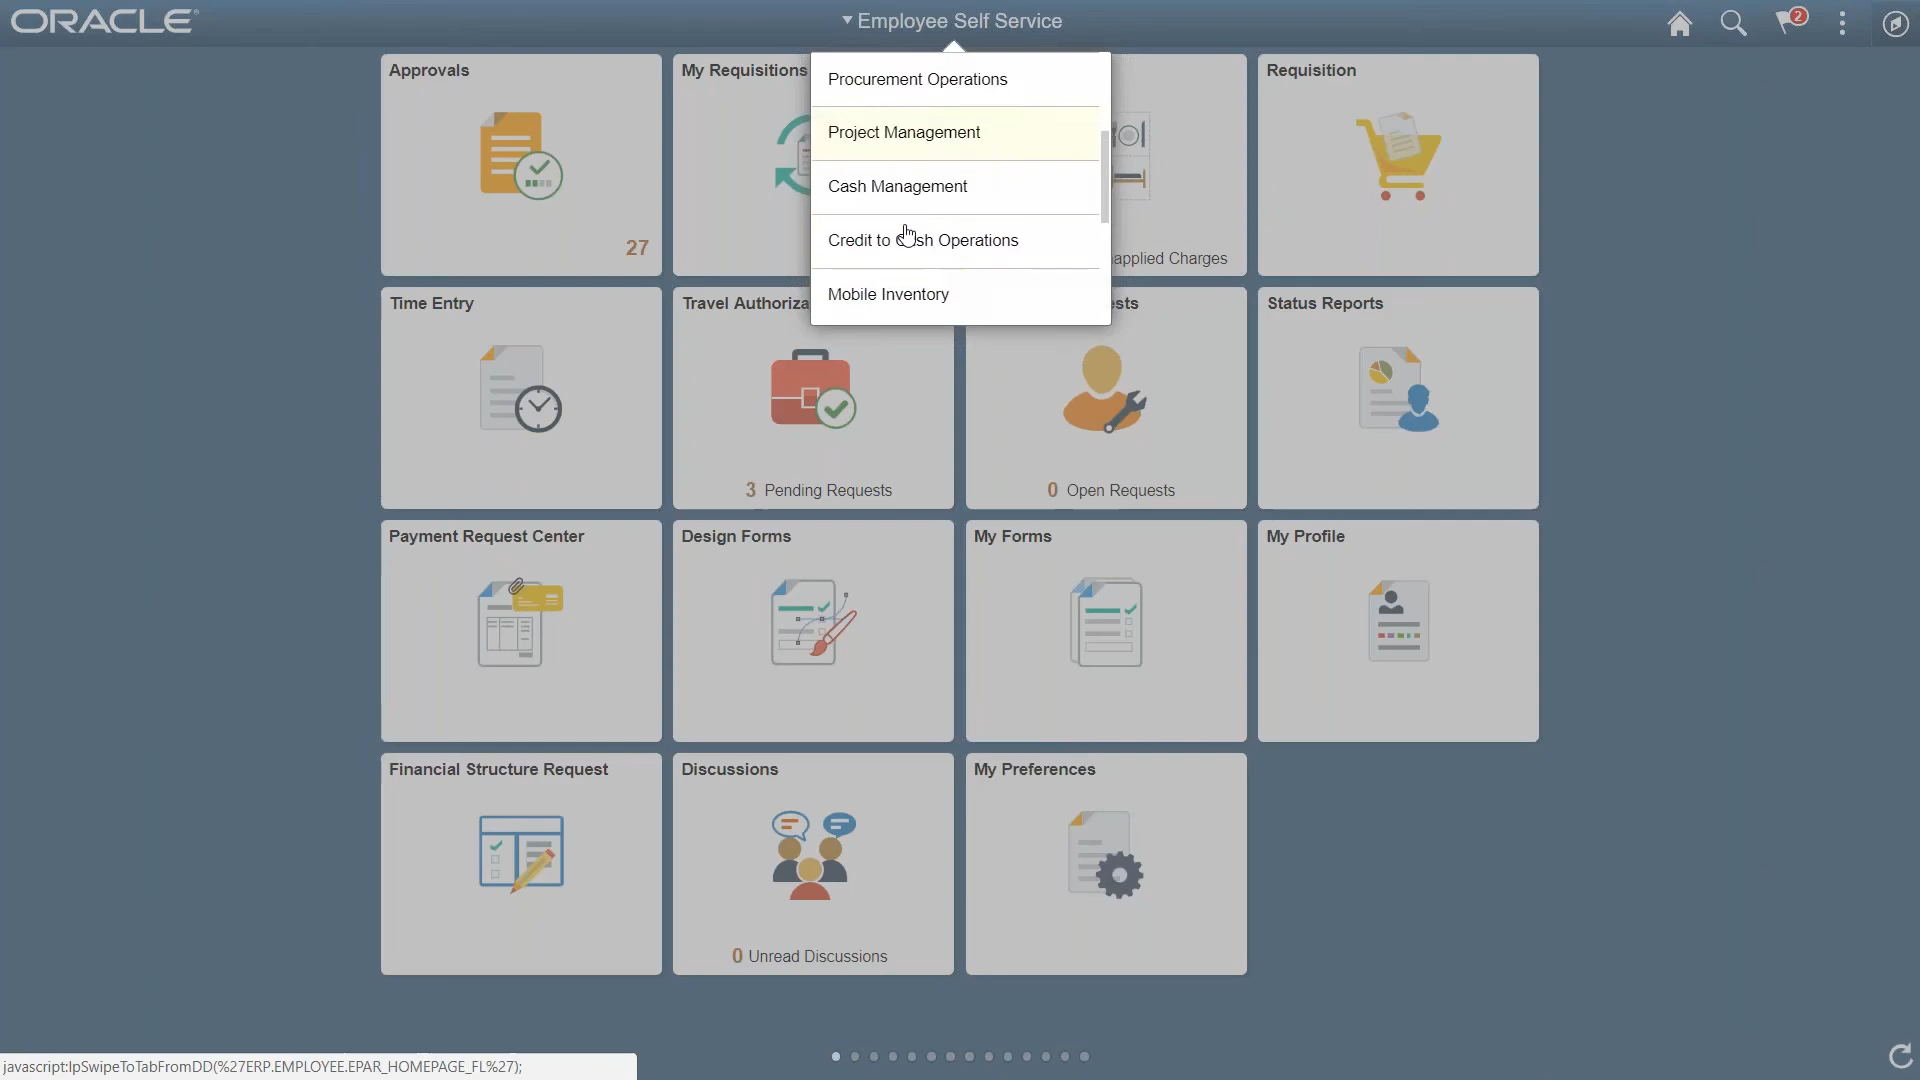 ORACLE
Employee Self Service
2
Procurement Operations
Project Management
Cash Management
Credit to Cash Operations
Mobile Inventory
Approvals
27
My Requisitions
applied Charges
Requisition
Time Entry
Travel Authoriza
3 Pending Requests
ests
0 Open Requests
Status Reports
Payment Request Center
Design Forms
My Forms
My Profile
Financial Structure Request
Discussions
0 Unread Discussions
My Preferences
javascript:lpSwipeToTabFromDD(%27ERP.EMPLOYEE.EPAR_HOMEPAGE_FL%27);